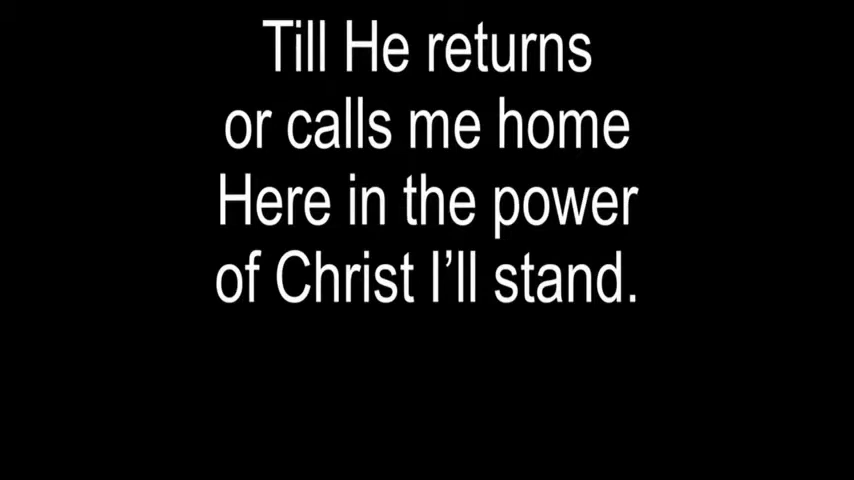 Till He returns
or calls me home
Here in the power
of Christ I’ll stand.